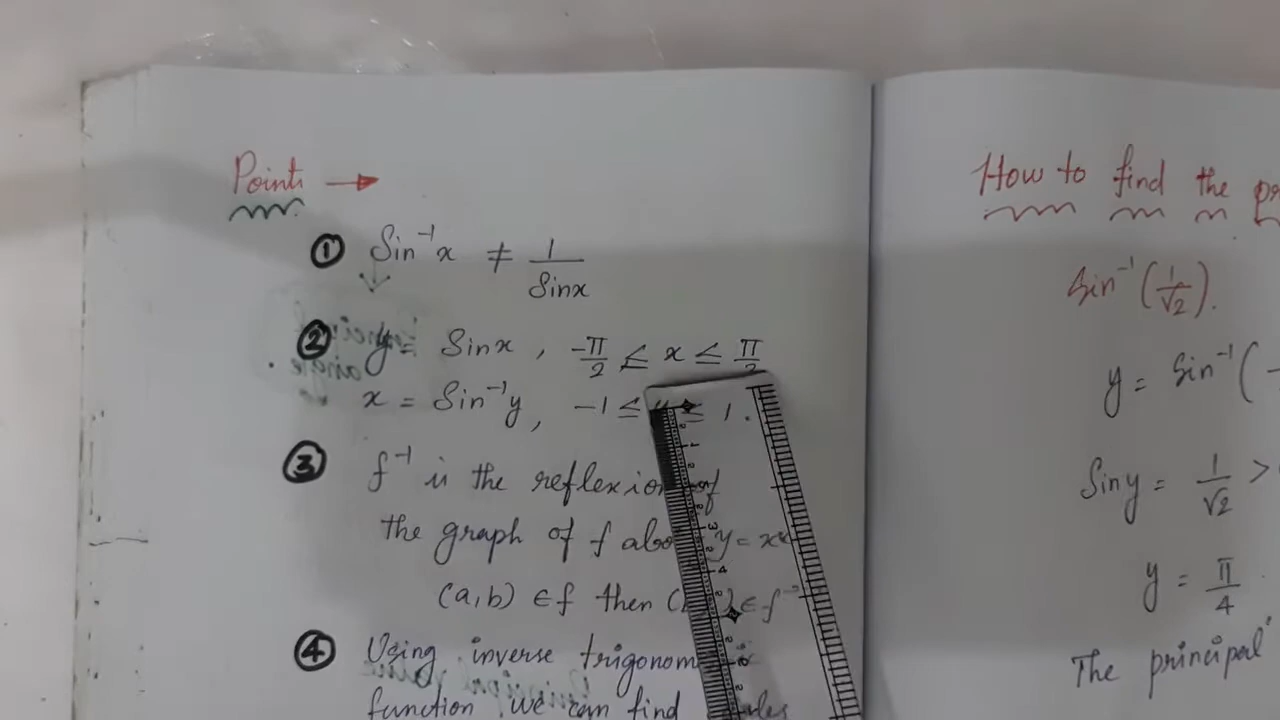 Points →
① Sin⁻¹x ≠ 1/Sinx
② y = Sinx , -π/2 ≤ x ≤ π/2
x = Sin⁻¹y , -1 ≤ y ≤ 1.
③ f⁻¹ is the reflexion of
the graph of f about y = x
(a,b) ∈ f then ( ) ∈ f⁻¹
④ Using inverse
function we can find
How to find the
Sin⁻¹(1/√2).
y = Sin⁻¹(
Siny = 1/√2 >
y = π/4
The principal